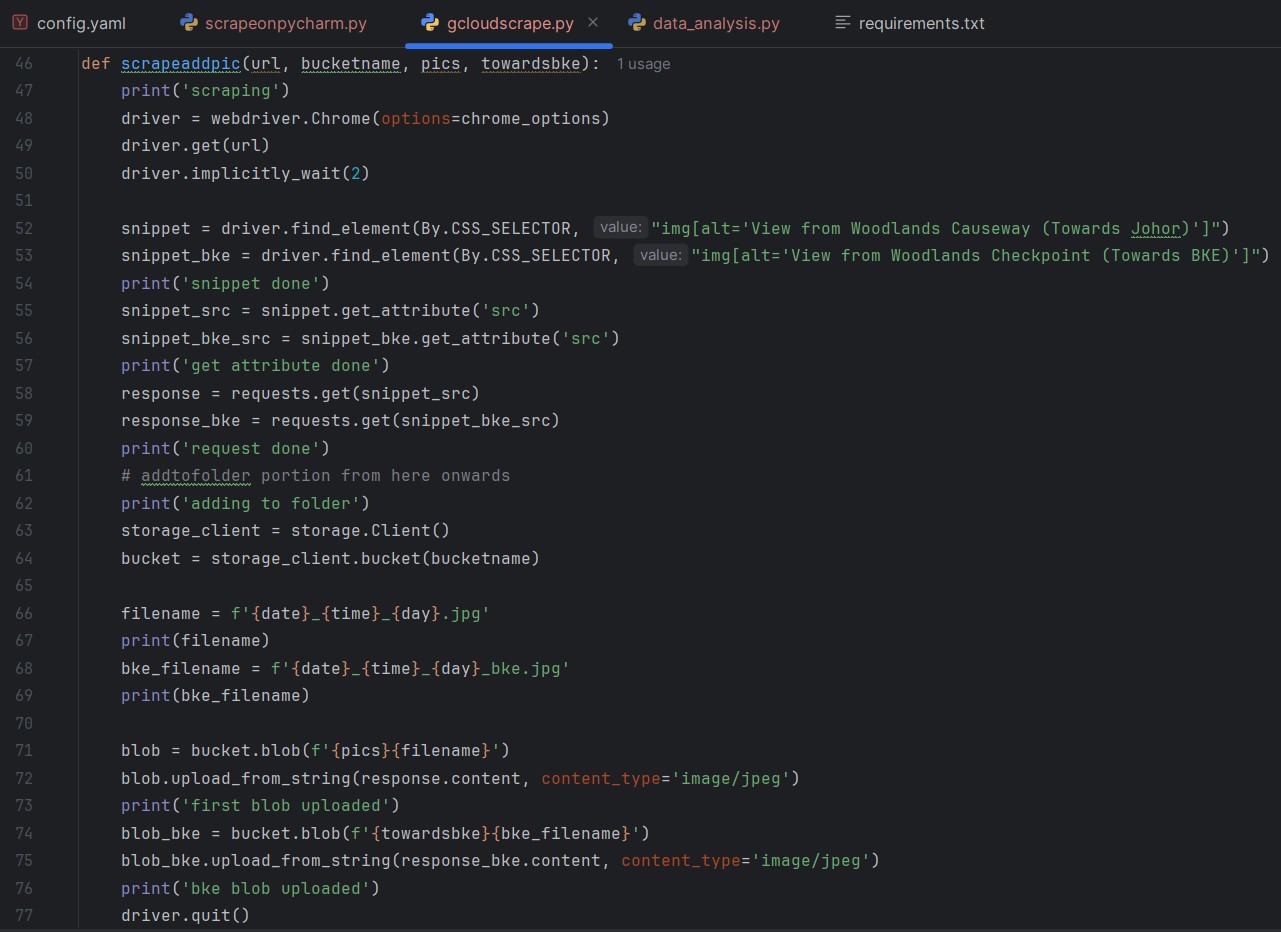 config.yaml scrapeonpycharm.py gcloudscrape.py data_analysis.py requirements.txt
46 def scrapeaddpic(url, bucketname, pics, towardsbke): 1 usage
47 print('scraping')
48 driver = webdriver.Chrome(options=chrome_options)
49 driver.get(url)
50 driver.implicitly_wait(2)
51
52 snippet = driver.find_element(By.CSS_SELECTOR, value: "img[alt='View from Woodlands Causeway (Towards Johor)']")
53 snippet_bke = driver.find_element(By.CSS_SELECTOR, value: "img[alt='View from Woodlands Checkpoint (Towards BKE)']")
54 print('snippet done')
55 snippet_src = snippet.get_attribute('src')
56 snippet_bke_src = snippet_bke.get_attribute('src')
57 print('get attribute done')
58 response = requests.get(snippet_src)
59 response_bke = requests.get(snippet_bke_src)
60 print('request done')
61 # addtofolder portion from here onwards
62 print('adding to folder')
63 storage_client = storage.Client()
64 bucket = storage_client.bucket(bucketname)
65
66 filename = f'{date}_{time}_{day}.jpg'
67 print(filename)
68 bke_filename = f'{date}_{time}_{day}_bke.jpg'
69 print(bke_filename)
70
71 blob = bucket.blob(f'{pics}{filename}')
72 blob.upload_from_string(response.content, content_type='image/jpeg')
73 print('first blob uploaded')
74 blob_bke = bucket.blob(f'{towardsbke}{bke_filename}')
75 blob_bke.upload_from_string(response_bke.content, content_type='image/jpeg')
76 print('bke blob uploaded')
77 driver.quit()